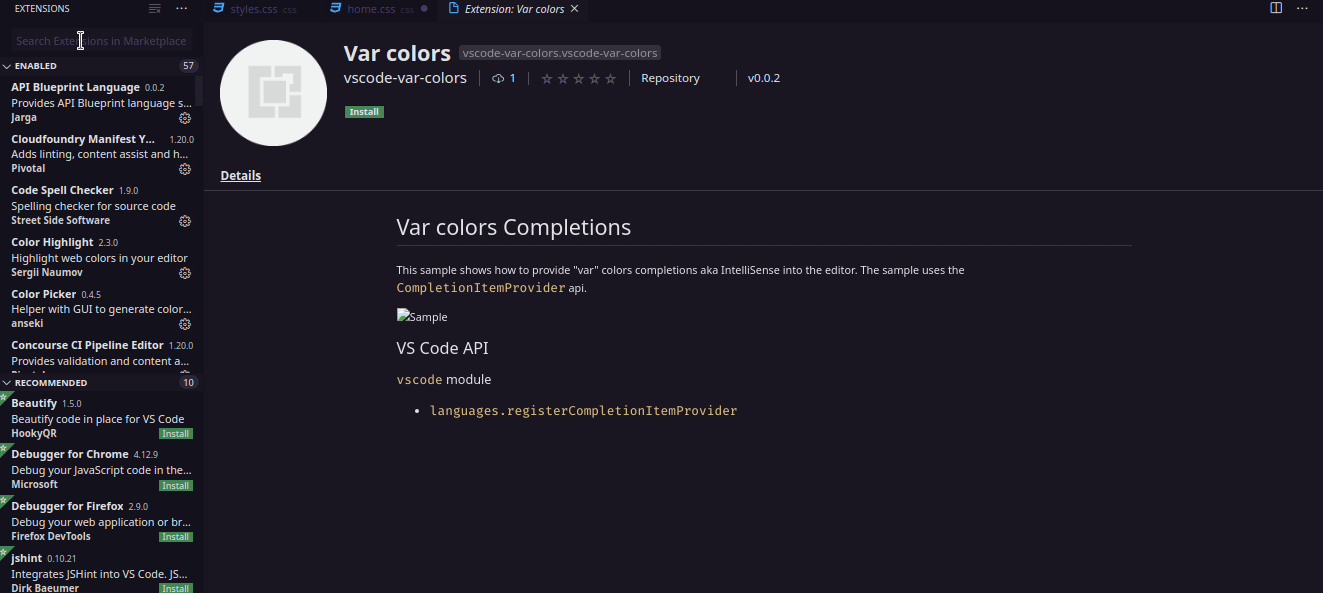 EXTENSIONS
Search Extensions in Marketplace
ENABLED 57
API Blueprint Language 0.0.2
Provides API Blueprint language s...
Jarga
Cloudfoundry Manifest Y... 1.20.0
Adds linting, content assist and h...
Pivotal
Code Spell Checker 1.9.0
Spelling checker for source code
Street Side Software
Color Highlight 2.3.0
Highlight web colors in your editor
Sergii Naumov
Color Picker 0.4.5
Helper with GUI to generate color...
anseki
Concourse CI Pipeline Editor 1.20.0
Provides validation and content a...
RECOMMENDED 10
Beautify 1.5.0
Beautify code in place for VS Code
HookyQR Install
Debugger for Chrome 4.12.9
Debug your JavaScript code in the...
Microsoft Install
Debugger for Firefox 2.9.0
Debug your web application or br...
Firefox DevTools Install
jshint 0.10.21
Integrates JSHint into VS Code. JS...
Dirk Baeumer Install
styles.css css home.css css Extension: Var colors
Var colors vscode-var-colors.vscode-var-colors
vscode-var-colors 1 Repository v0.0.2
Install
Details
Var colors Completions
This sample shows how to provide "var" colors completions aka IntelliSense into the editor. The sample uses the
CompletionItemProvider api.
Sample
VS Code API
vscode module
• languages.registerCompletionItemProvider